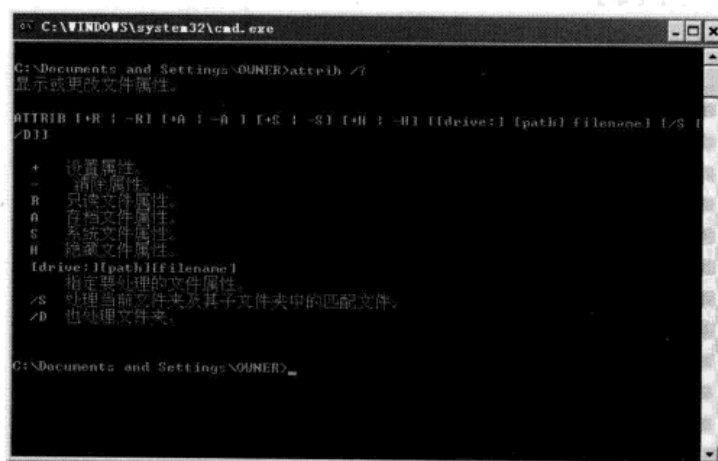 C:\WINDOWS\system32\cmd.exe
C:\Documents and Settings\OWNER>attrib /?
显示或更改文件属性。
ATTRIB [+R | -R] [+A | -A ] [+S | -S] [+H | -H] [[drive:] [path] filename] [/S [
/D]]
+ 设置属性。
- 清除属性。
R 只读文件属性。
A 存档文件属性。
S 系统文件属性。
H 隐藏文件属性。
[drive:][path][filename]
指定要处理的文件属性。
/S 处理当前文件夹及其子文件夹中的匹配文件。
/D 也处理文件夹。
C:\Documents and Settings\OWNER>_